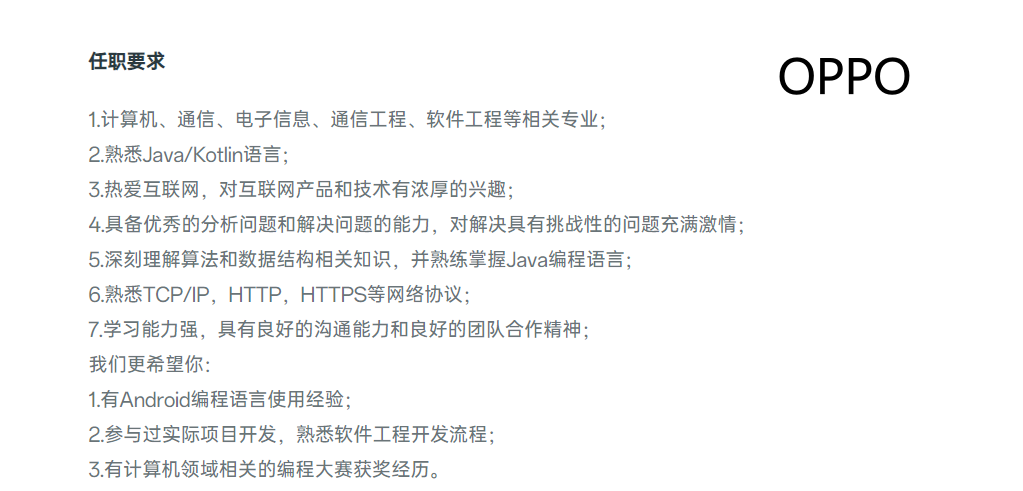 任职要求
OPPO
1.计算机、通信、电子信息、通信工程、软件工程等相关专业；
2.熟悉Java/Kotlin语言；
3.热爱互联网，对互联网产品和技术有浓厚的兴趣；
4.具备优秀的分析问题和解决问题的能力，对解决具有挑战性的问题充满激情；
5.深刻理解算法和数据结构相关知识，并熟练掌握Java编程语言；
6.熟悉TCP/IP，HTTP，HTTPS等网络协议；
7.学习能力强，具有良好的沟通能力和良好的团队合作精神；
我们更希望你：
1.有Android编程语言使用经验；
2.参与过实际项目开发，熟悉软件工程开发流程；
3.有计算机领域相关的编程大赛获奖经历。